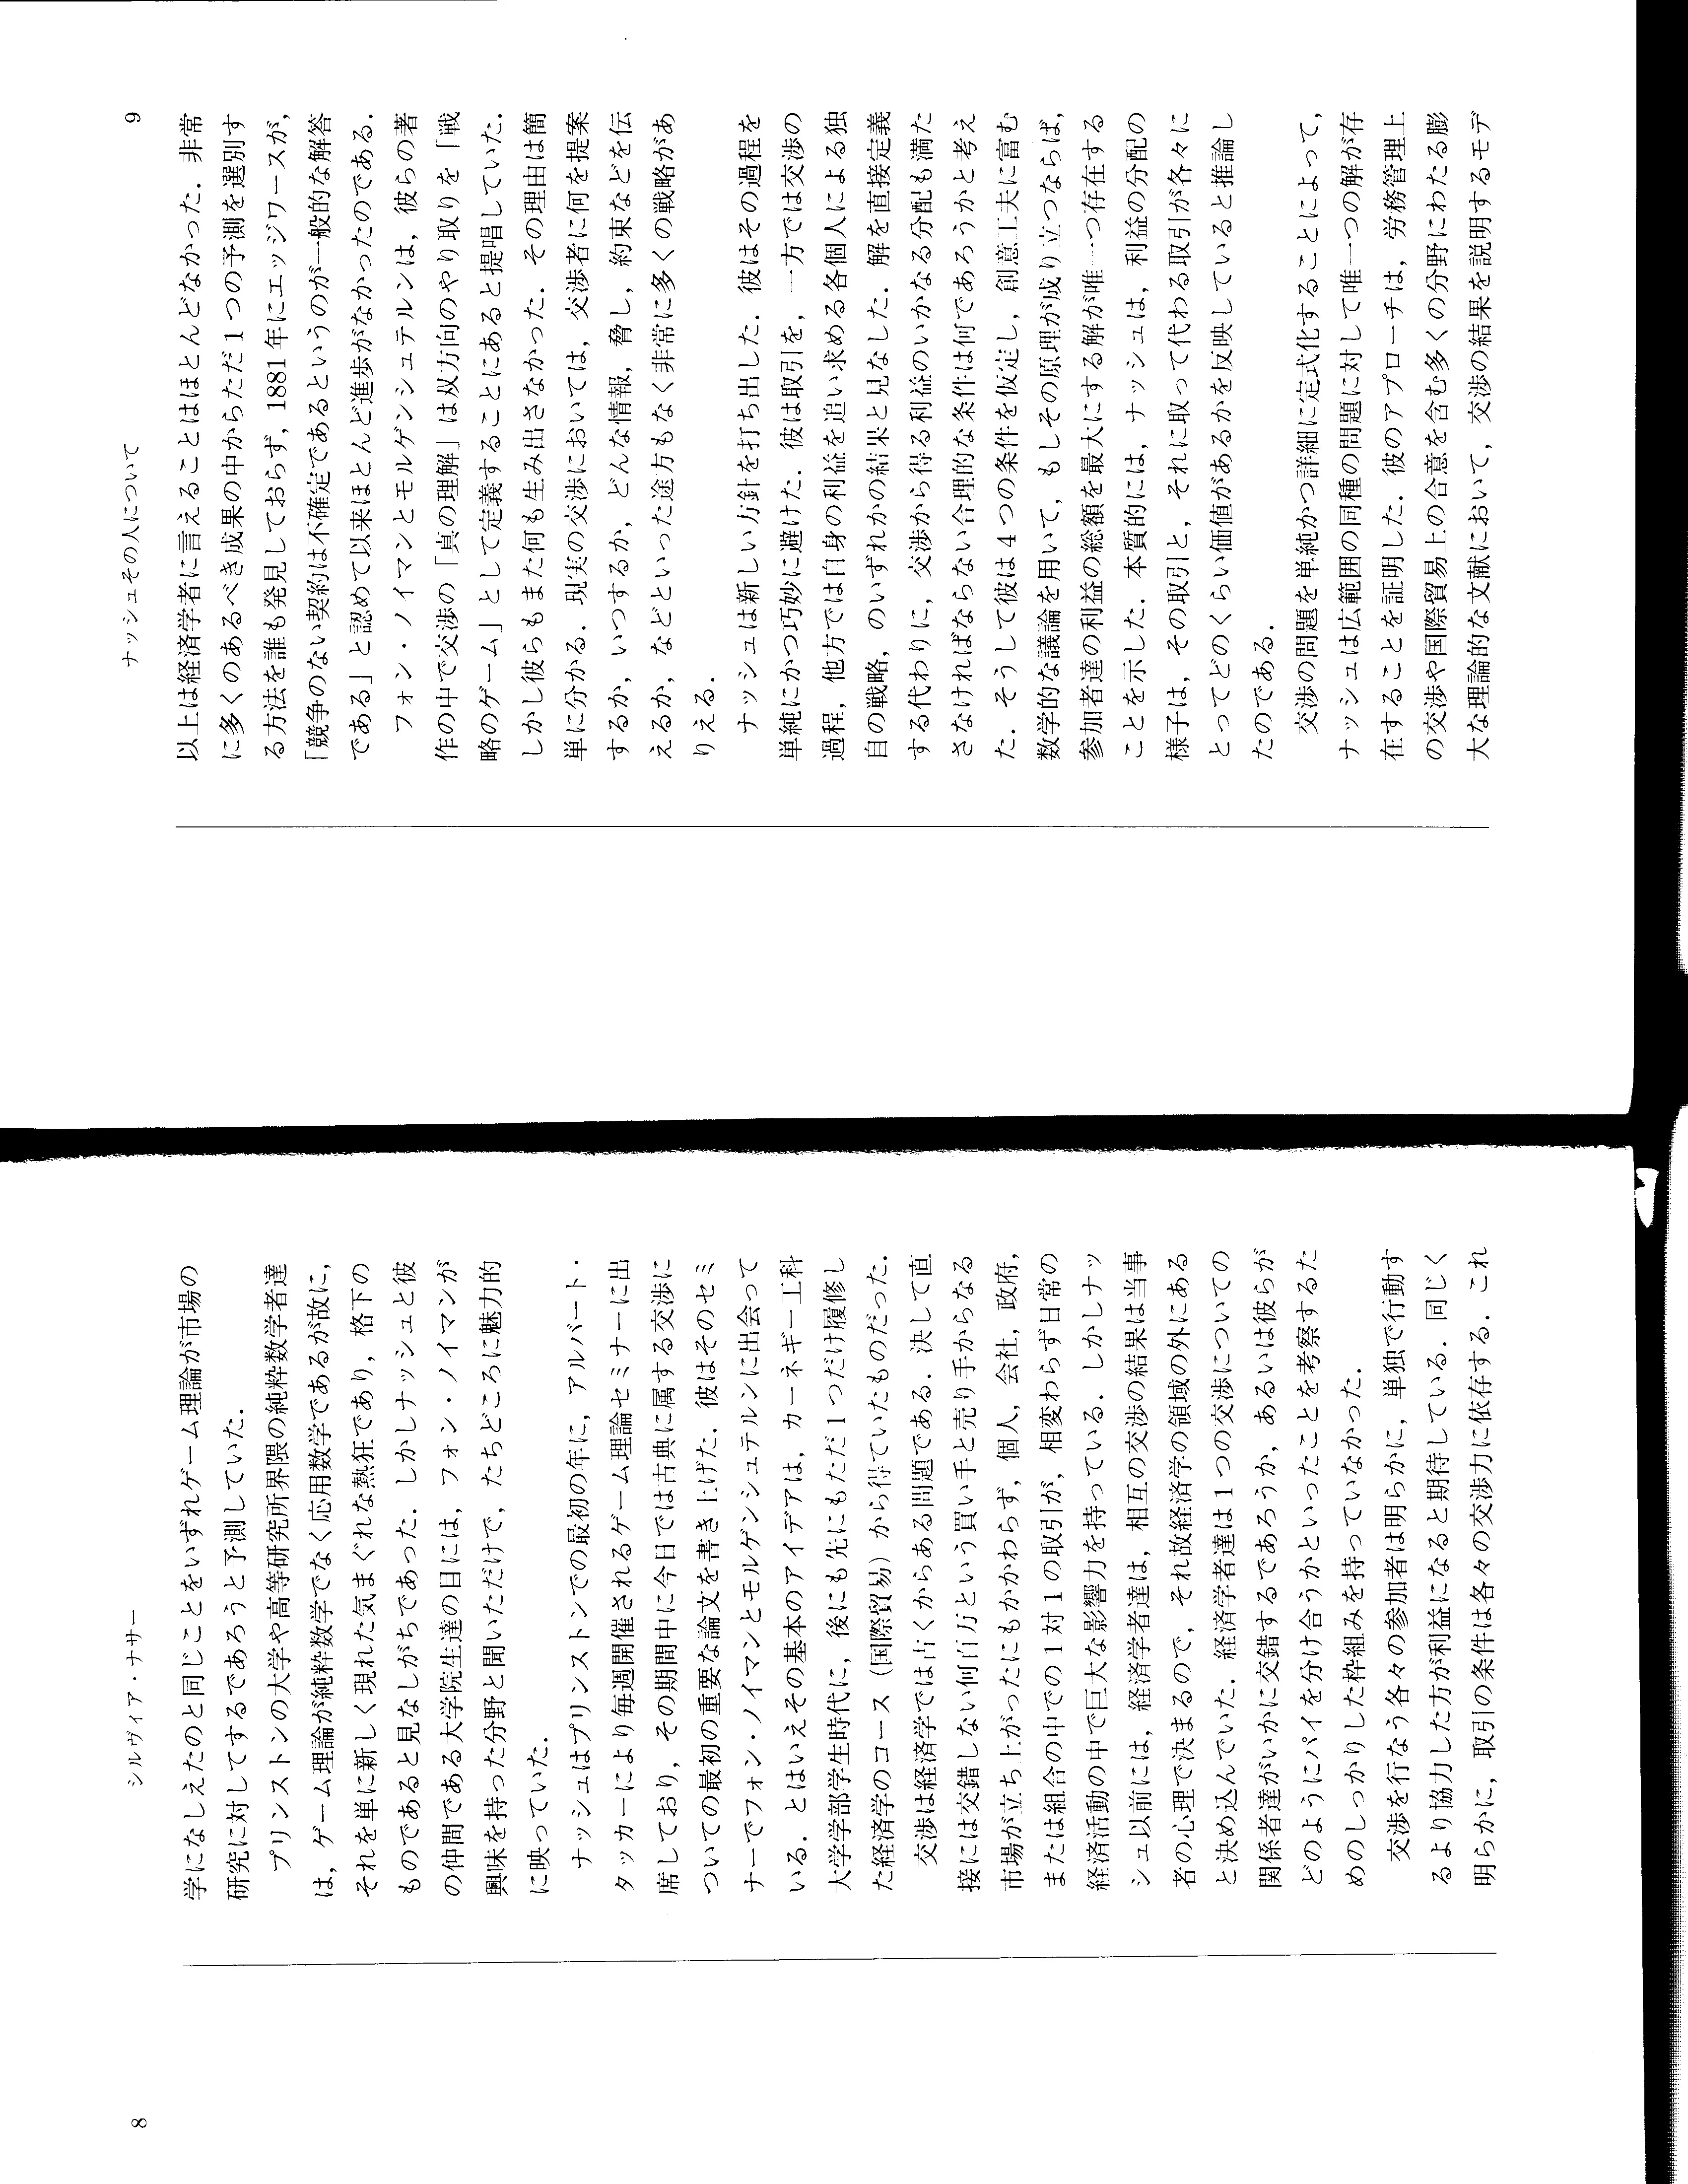 8
シルヴィア・ナサー
学になしえたのと同じことをいずれゲーム理論が市場の
研究に対してするであろうと予測していた．
プリンストンの大学や高等研究所界隈の純粋数学者達
は，ゲーム理論が純粋数学でなく応用数学であるが故に，
それを単に新しく現れた気まぐれな熱狂であり，格下の
ものであると見なしがちであった．しかしナッシュと彼
の仲間である大学院生達の目には，フォン・ノイマンが
興味を持った分野と聞いただけで，たちどころに魅力的
に映っていた．
ナッシュはプリンストンでの最初の年に，アルバート・
タッカーにより毎週開催されるゲーム理論セミナーに出
席しており，その期間中に今日では古典に属する交渉に
ついての最初の重要な論文を書き上げた．彼はそのセミ
ナーでフォン・ノイマンとモルゲンシュテルンに出会って
いる．とはいえその基本のアイデアは，カーネギー工科
大学学部学生時代に，後にも先にもただ1つだけ履修し
た経済学のコース（国際貿易）から得ていたものだった．
交渉は経済学では古くからある問題である．決して直
接には交錯しない何百万という買い手と売り手からなる
市場が立ち上がったにもかかわらず，個人，会社，政府，
または組合の中での1対1の取引が，相変わらず日常の
経済活動の中で巨大な影響力を持っている．しかしナッ
シュ以前には，経済学者達は，相互の交渉の結果は当事
者の心理で決まるので，それ故経済学の領域の外にある
と決め込んでいた．経済学者達は1つの交渉についての
関係者達がいかに交錯するであろうか，あるいは彼らが
どのようにパイを分け合うかといったことを考察するた
めのしっかりした枠組みを持っていなかった．
交渉を行なう各々の参加者は明らかに，単独で行動す
るより協力した方が利益になると期待している．同じく
明らかに，取引の条件は各々の交渉力に依存する．これ
ナッシュその人について
9
以上は経済学者に言えることはほとんどなかった．非常
に多くのあるべき成果の中からただ1つの予測を選別す
る方法を誰も発見しておらず，1881年にエッジワースが，
「競争のない契約は不確定であるというのが一般的な解答
である」と認めて以来ほとんど進歩がなかったのである．
フォン・ノイマンとモルゲンシュテルンは，彼らの著
作の中で交渉の「真の理解」は双方向のやり取りを「戦
略のゲーム」として定義することにあると提唱していた．
しかし彼らもまた何も生み出さなかった．その理由は簡
単に分かる．現実の交渉においては，交渉者に何を提案
するか，いつするか，どんな情報，脅し，約束などを伝
えるか，などといった途方もなく非常に多くの戦略があ
りえる．
ナッシュは新しい方針を打ち出した．彼はその過程を
単純にかつ巧妙に避けた．彼は取引を，一方では交渉の
過程，他方では自身の利益を追い求める各個人による独
自の戦略，のいずれかの結果と見なした．解を直接定義
する代わりに，交渉から得る利益のいかなる分配も満た
さなければならない合理的な条件は何であろうかと考え
た．そうして彼は4つの条件を仮定し，創意工夫に富む
数学的な議論を用いて，もしその原理が成り立つならば，
参加者達の利益の総額を最大にする解が唯一つ存在する
ことを示した．本質的には，ナッシュは，利益の分配の
様子は，その取引と，それに取って代わる取引が各々に
とってどのくらい価値があるかを反映していると推論し
たのである．
交渉の問題を単純かつ詳細に定式化することによって，
ナッシュは広範囲の同種の問題に対して唯一つの解が存
在することを証明した．彼のアプローチは，労務管理上
の交渉や国際貿易上の合意を含む多くの分野にわたる膨
大な理論的な文献において，交渉の結果を説明するモデ